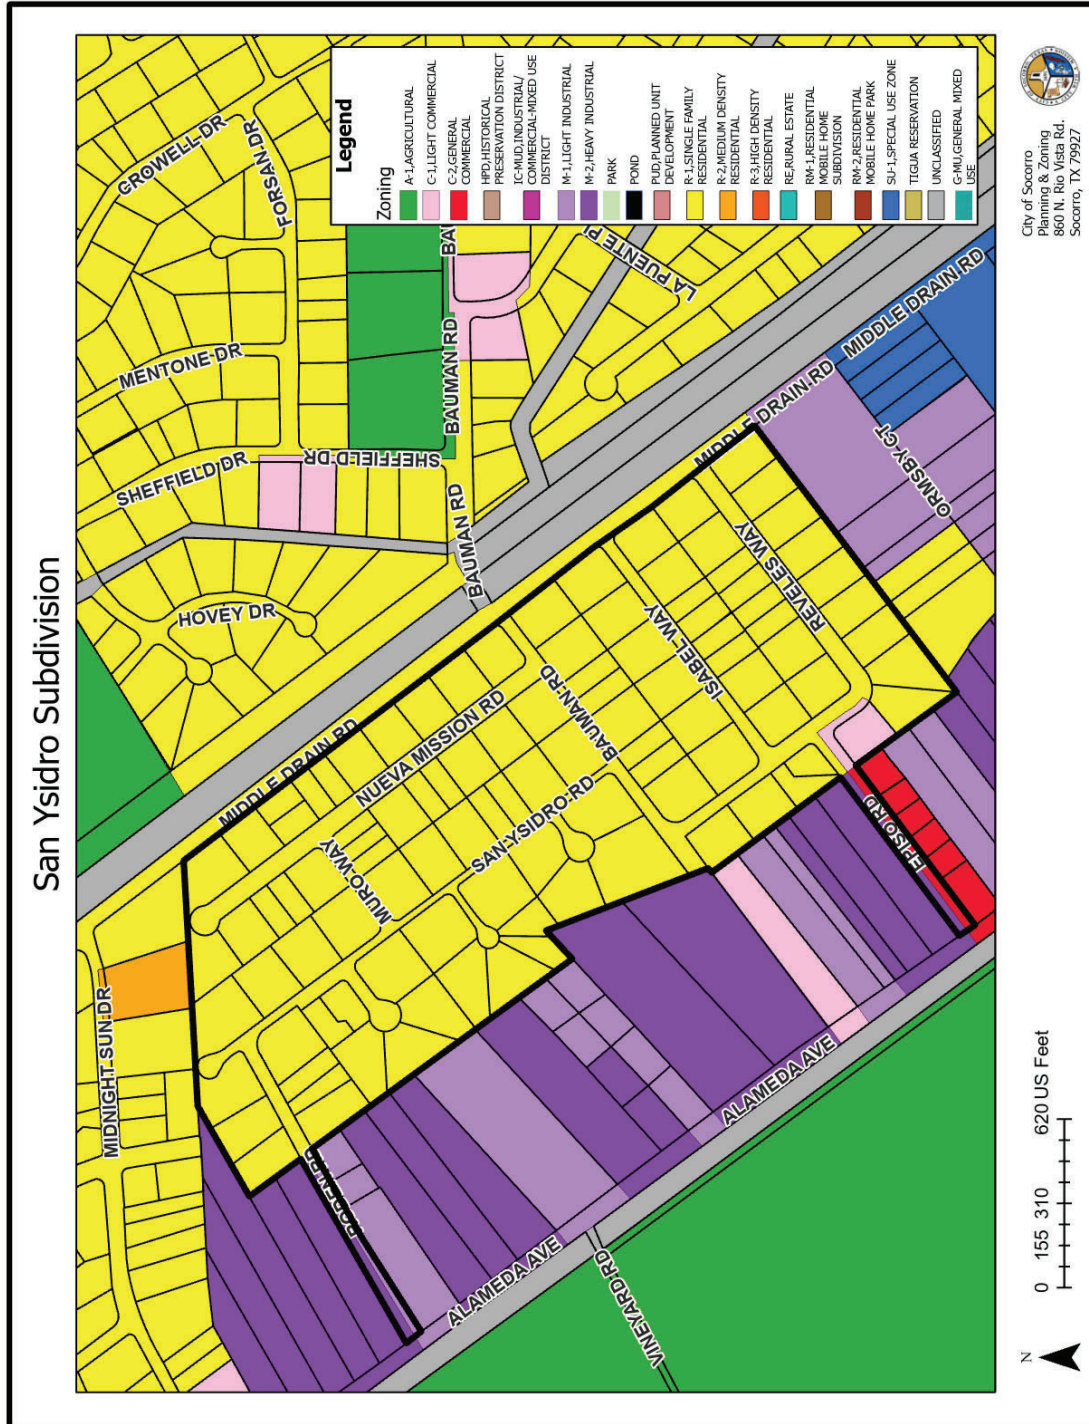 San Ysidro Subdivision
CROWELL DR
FORSAN DR
MENTONE DR
SHEFFIELD DR
SHEFFIELD DR
HOVEY DR
BAUMAN RD
BAUMAN RD
LA PUENTE
MIDDLE DRAIN RD
MIDDLE DRAIN RD
MIDDLE DRAIN RD
ORMSBY CT
REVELES WAY
ISABEL WAY
BAUMAN RD
NUEVA MISSION RD
SAN YSIDRO RD
MURO WAY
MIDNIGHT SUN DR
ALAMEDA AVE
ALAMEDA AVE
VINEYARD RD
Legend
Zoning
A-1,AGRICULTURAL
C-1,LIGHT COMMERCIAL
C-2,GENERAL
COMMERCIAL
HPD,HISTORICAL
PRESERVATION DISTRICT
IC-MUD,INDUSTRIAL/
COMMERCIAL-MIXED USE
DISTRICT
M-1,LIGHT INDUSTRIAL
M-2,HEAVY INDUSTRIAL
PARK
POND
PUD,PLANNED UNIT
DEVELOPMENT
R-1,SINGLE FAMILY
RESIDENTIAL
R-2,MEDIUM DENSITY
RESIDENTIAL
R-3,HIGH DENSITY
RESIDENTIAL
RE,RURAL ESTATE
RM-1,RESIDENTIAL
MOBILE HOME
SUBDIVISION
RM-2,RESIDENTIAL
MOBILE HOME PARK
SU-1,SPECIAL USE ZONE
TIGUA RESERVATION
UNCLASSIFIED
G-MU,GENERAL MIXED
USE
N
0 155 310 620 US Feet
City of Socorro
Planning & Zoning
860 N. Rio Vista Rd.
Socorro, TX 79927